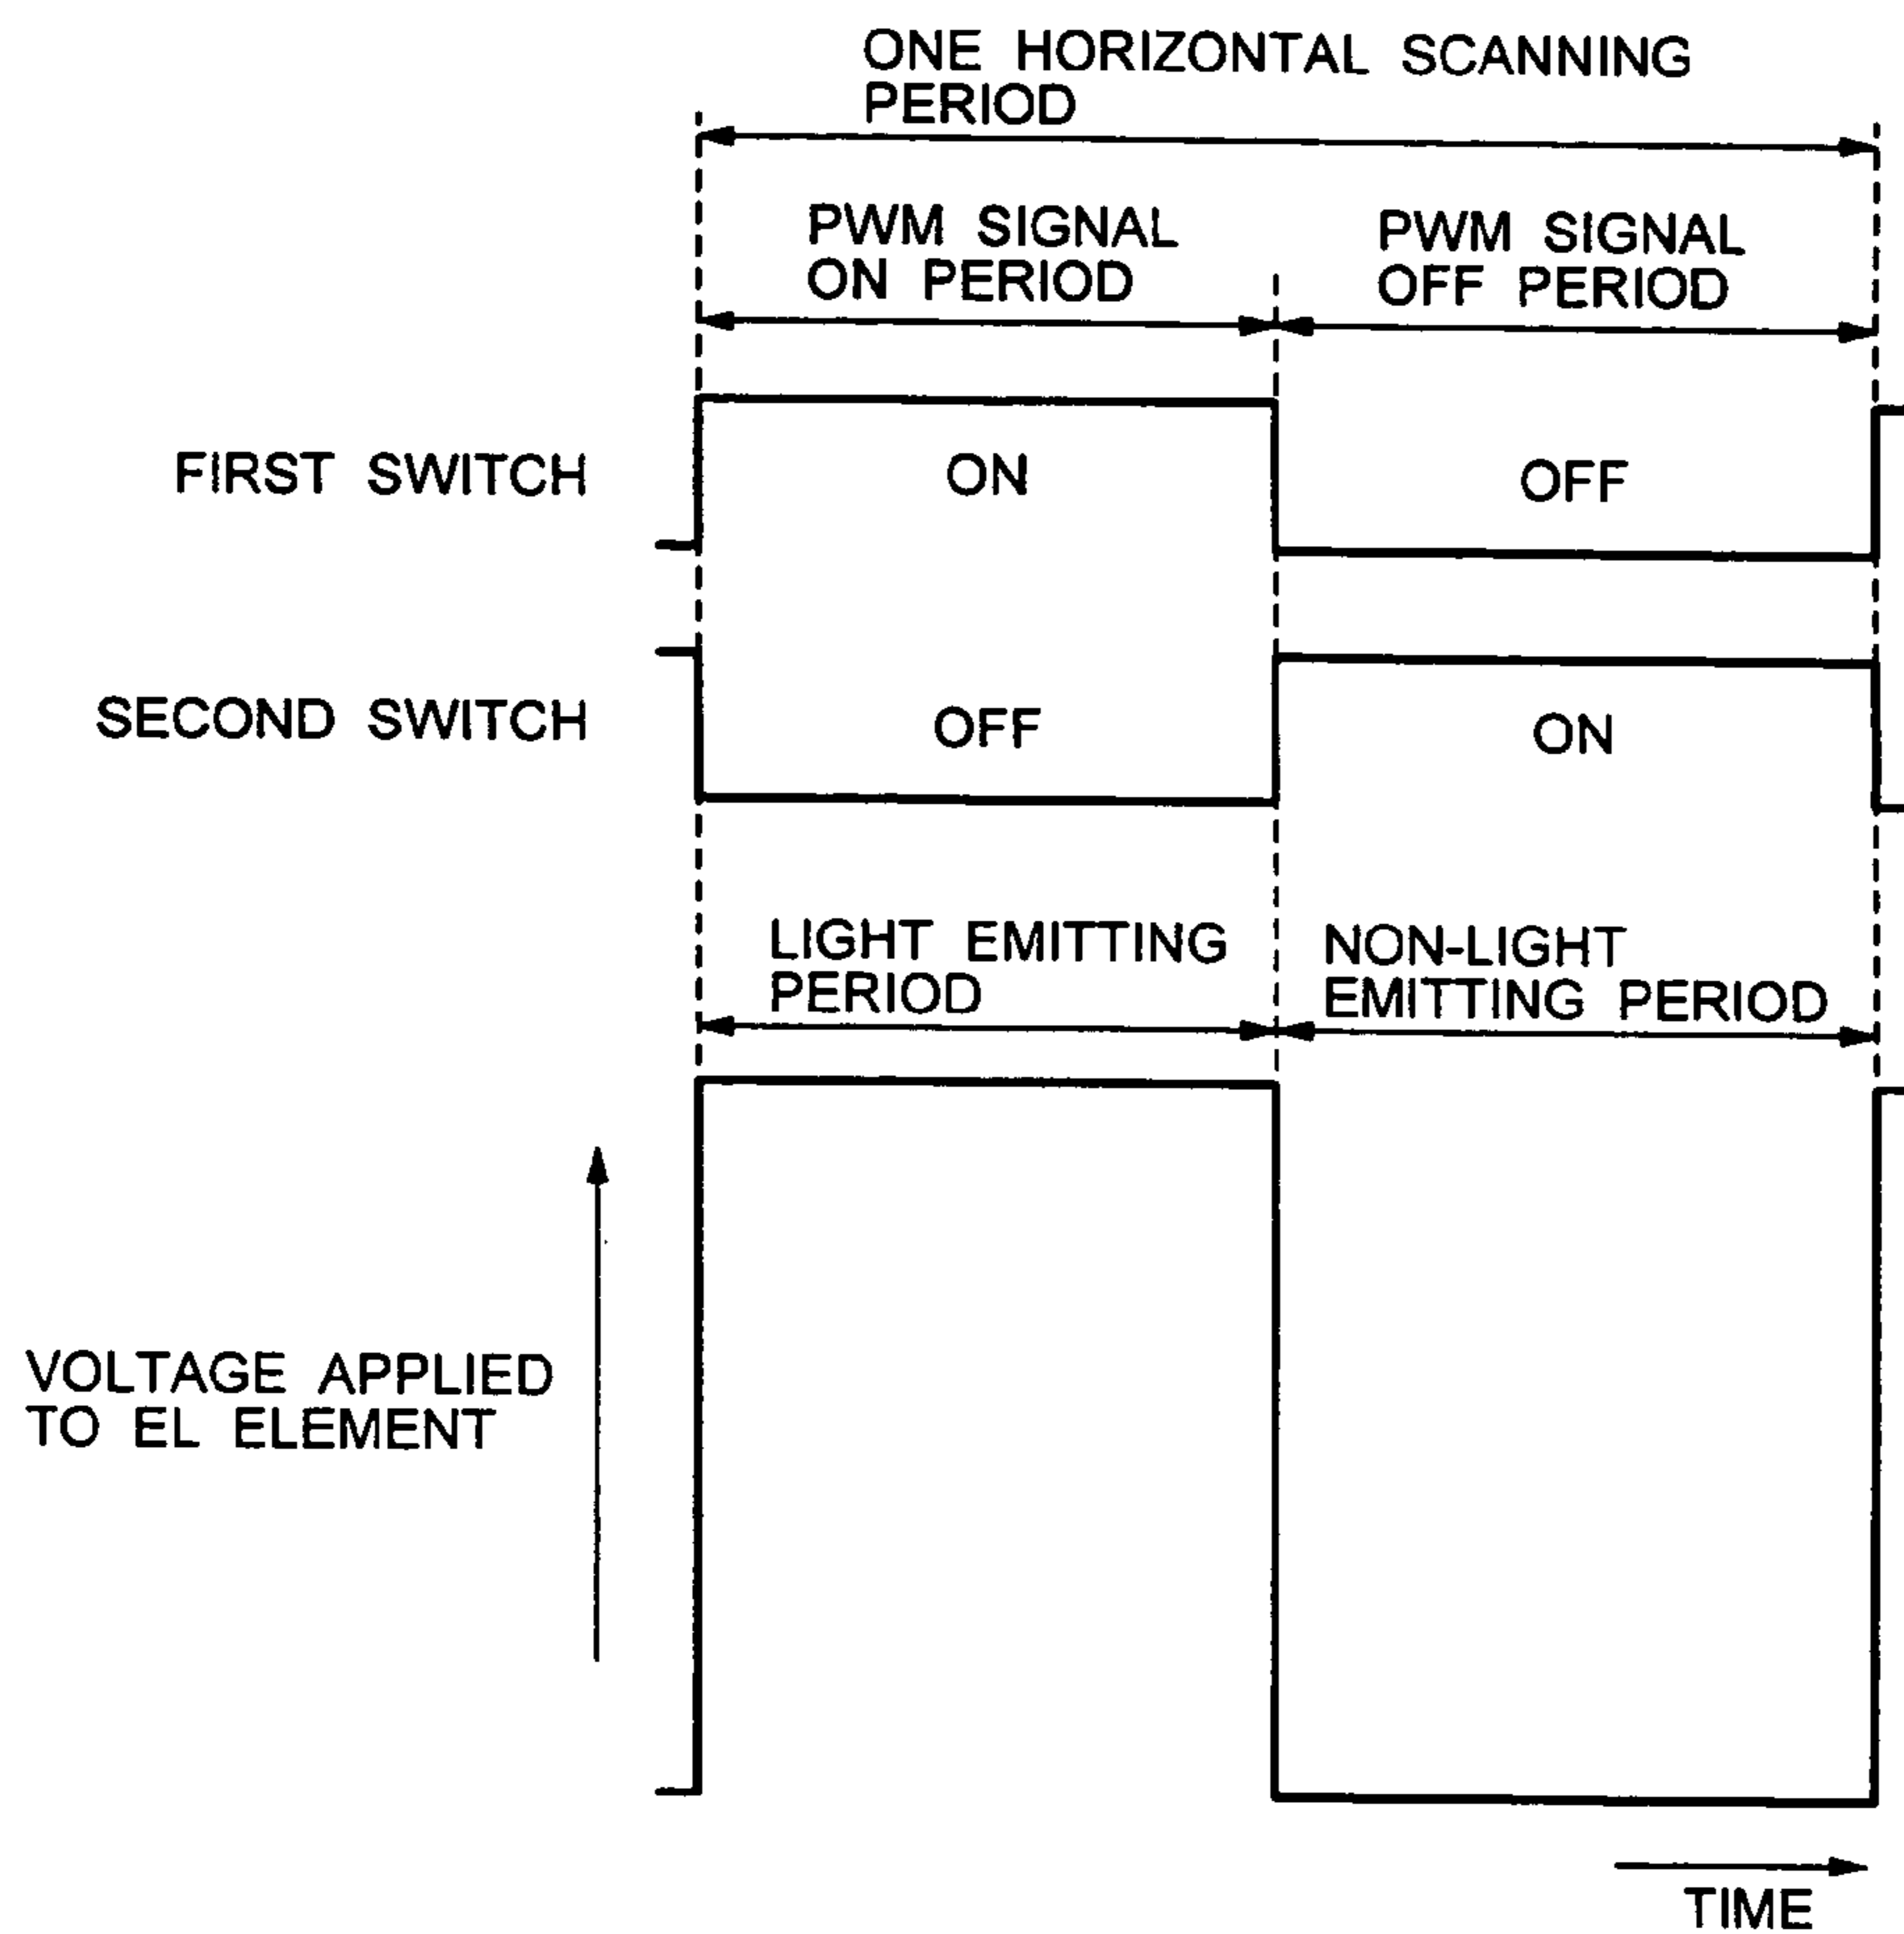 ONE HORIZONTAL SCANNING
PERIOD
PWM SIGNAL
ON PERIOD
PWM SIGNAL
OFF PERIOD
FIRST SWITCH
ON
OFF
SECOND SWITCH
OFF
ON
LIGHT EMITTING
PERIOD
NON-LIGHT
EMITTING PERIOD
VOLTAGE APPLIED
TO EL ELEMENT
TIME